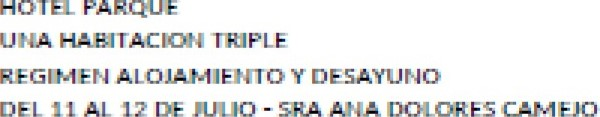 HOTEL PARQUE
UNA HABITACION TRIPLE
REGIMEN ALOJAMIENTO Y DESAYUNO
DEL 11 AL 12 DE JULIO - SRA ANA DOLORES CAMEJO